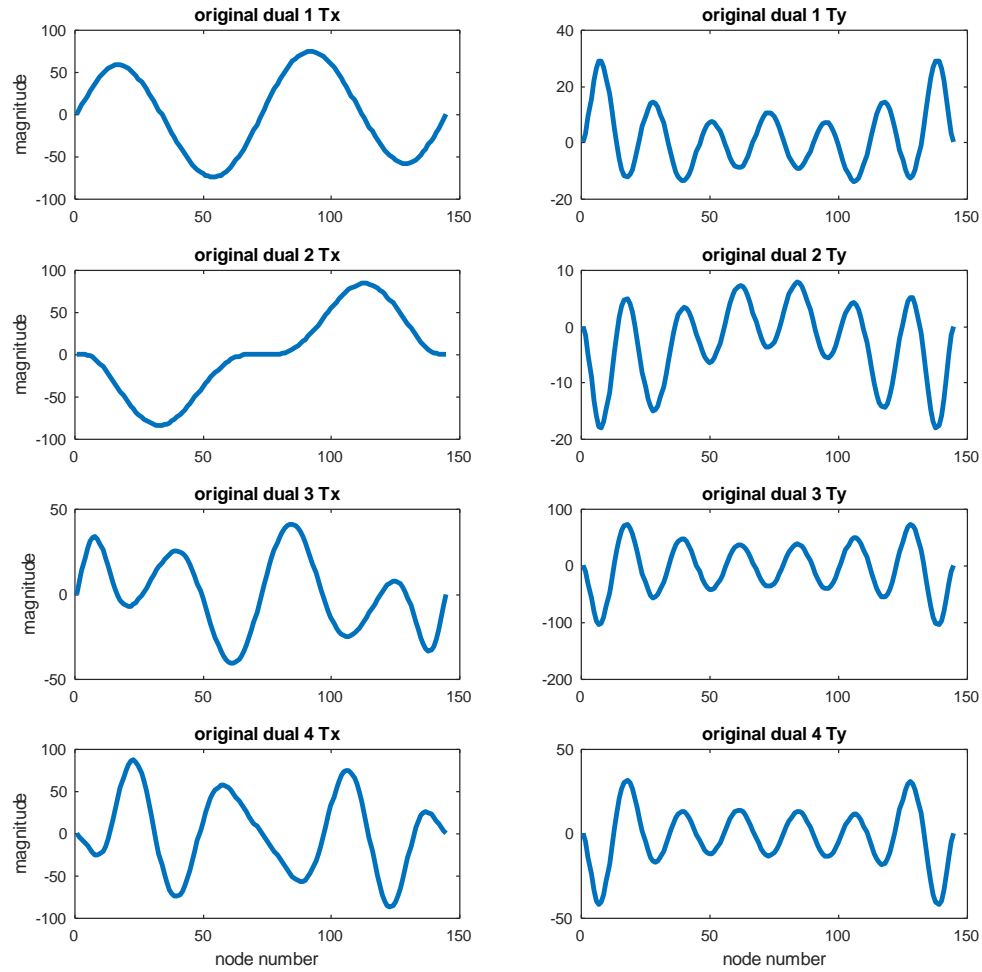 original dual 1 Tx
magnitude
100
50
0
-50
-100
0 50 100 150
original dual 1 Ty
40
20
0
-20
0 50 100 150
original dual 2 Tx
magnitude
100
50
0
-50
-100
0 50 100 150
original dual 2 Ty
10
0
-10
-20
0 50 100 150
original dual 3 Tx
magnitude
50
0
-50
0 50 100 150
original dual 3 Ty
100
0
-100
-200
0 50 100 150
original dual 4 Tx
magnitude
100
50
0
-50
-100
0 50 100 150
node number
original dual 4 Ty
50
0
-50
0 50 100 150
node number